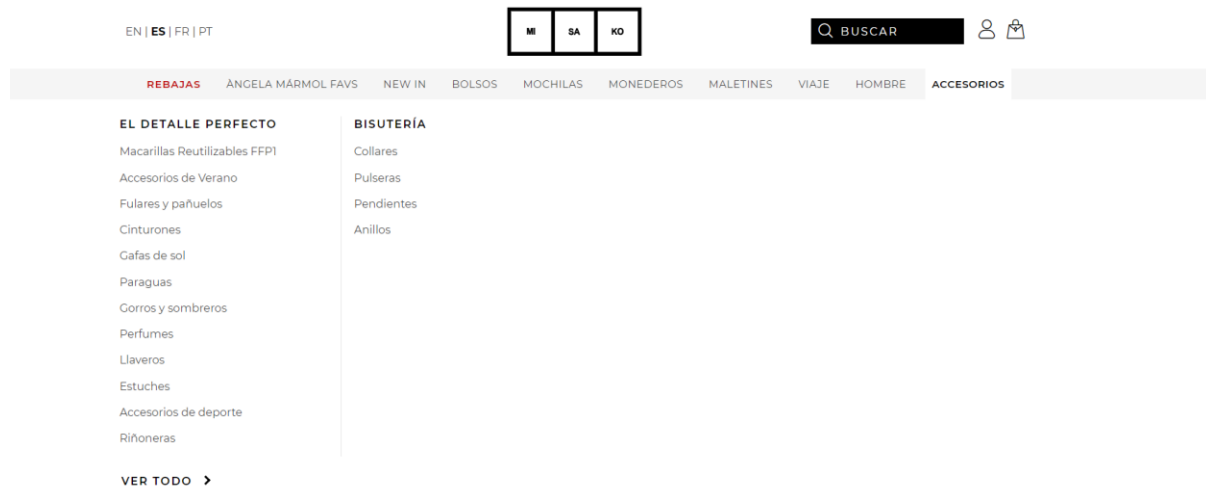 EN | ES | FR | PT
MI SA KO
BUSCAR
REBAJAS ÀNGELA MÁRMOL FAVS NEW IN BOLSOS MOCHILAS MONEDEROS MALETINES VIAJE HOMBRE ACCESORIOS
EL DETALLE PERFECTO
Macarillas Reutilizables FFP1
Accesorios de Verano
Fulares y pañuelos
Cinturones
Gafas de sol
Paraguas
Gorros y sombreros
Perfumes
Llaveros
Estuches
Accesorios de deporte
Riñoneras
VER TODO
BISUTERÍA
Collares
Pulseras
Pendientes
Anillos